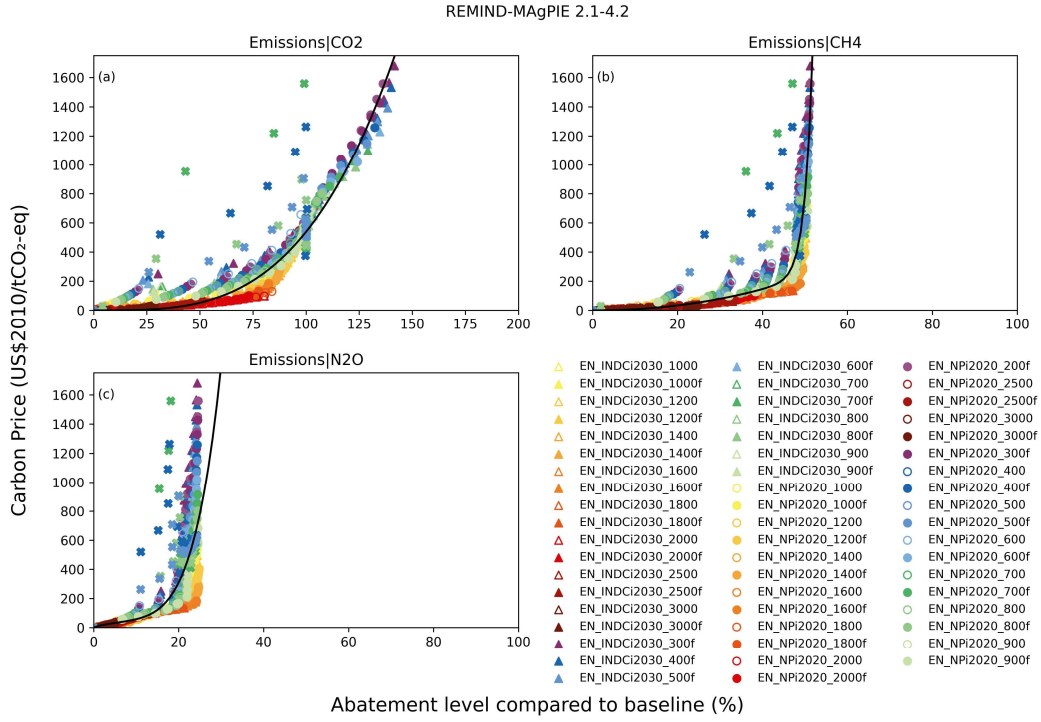 REMIND-MAgPIE 2.1-4.2
Emissions|CO2
Emissions|CH4
(a)
(b)
1600
1400
1200
1000
800
600
400
200
0
0 25 50 75 100 125 150 175 200
1600
1400
1200
1000
800
600
400
200
0
0 20 40 60 80 100
Carbon Price (US$2010/tCO₂-eq)
Emissions|N2O
(c)
1600
1400
1200
1000
800
600
400
200
0
0 20 40 60 80 100
EN_INDCi2030_1000
EN_INDCi2030_1000f
EN_INDCi2030_1200
EN_INDCi2030_1200f
EN_INDCi2030_1400
EN_INDCi2030_1400f
EN_INDCi2030_1600
EN_INDCi2030_1600f
EN_INDCi2030_1800
EN_INDCi2030_1800f
EN_INDCi2030_2000
EN_INDCi2030_2000f
EN_INDCi2030_2500
EN_INDCi2030_2500f
EN_INDCi2030_3000
EN_INDCi2030_3000f
EN_INDCi2030_300f
EN_INDCi2030_400f
EN_INDCi2030_500f
EN_INDCi2030_600f
EN_INDCi2030_700
EN_INDCi2030_700f
EN_INDCi2030_800
EN_INDCi2030_800f
EN_INDCi2030_900
EN_INDCi2030_900f
EN_NPi2020_1000
EN_NPi2020_1000f
EN_NPi2020_1200
EN_NPi2020_1200f
EN_NPi2020_1400
EN_NPi2020_1400f
EN_NPi2020_1600
EN_NPi2020_1600f
EN_NPi2020_1800
EN_NPi2020_1800f
EN_NPi2020_2000
EN_NPi2020_2000f
EN_NPi2020_200f
EN_NPi2020_2500
EN_NPi2020_2500f
EN_NPi2020_3000
EN_NPi2020_3000f
EN_NPi2020_300f
EN_NPi2020_400
EN_NPi2020_400f
EN_NPi2020_500
EN_NPi2020_500f
EN_NPi2020_600
EN_NPi2020_600f
EN_NPi2020_700
EN_NPi2020_700f
EN_NPi2020_800
EN_NPi2020_800f
EN_NPi2020_900
EN_NPi2020_900f
Abatement level compared to baseline (%)